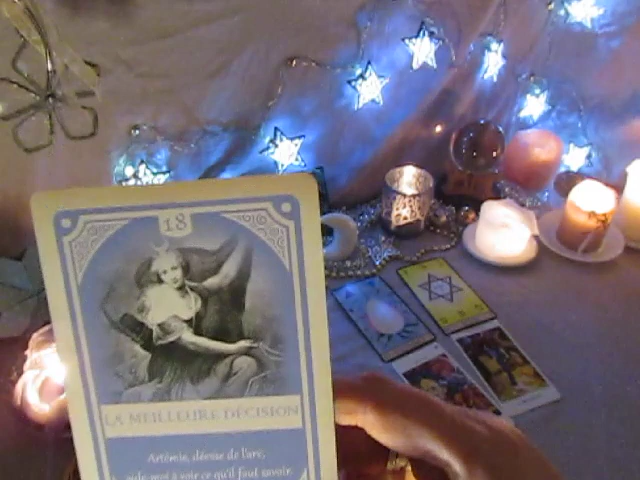 18
LA MEILLEURE DÉCISION
Artémis, déesse de l'arc,
aide-moi à voir ce qu'il faut savoir.